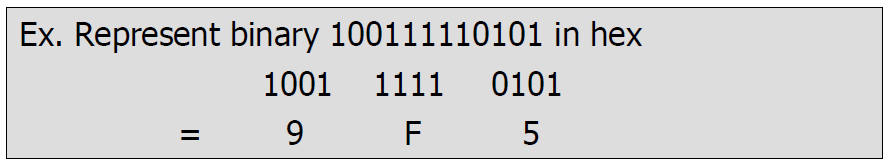 Ex. Represent binary 100111110101 in hex
1001 1111 0101
= 9 F 5